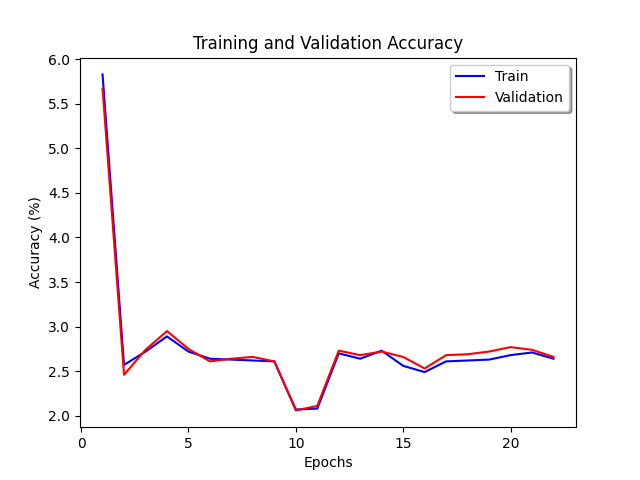 Training and Validation Accuracy
Train
Validation
6.0
5.5
5.0
4.5
4.0
3.5
3.0
2.5
2.0
Accuracy (%)
0 5 10 15 20
Epochs